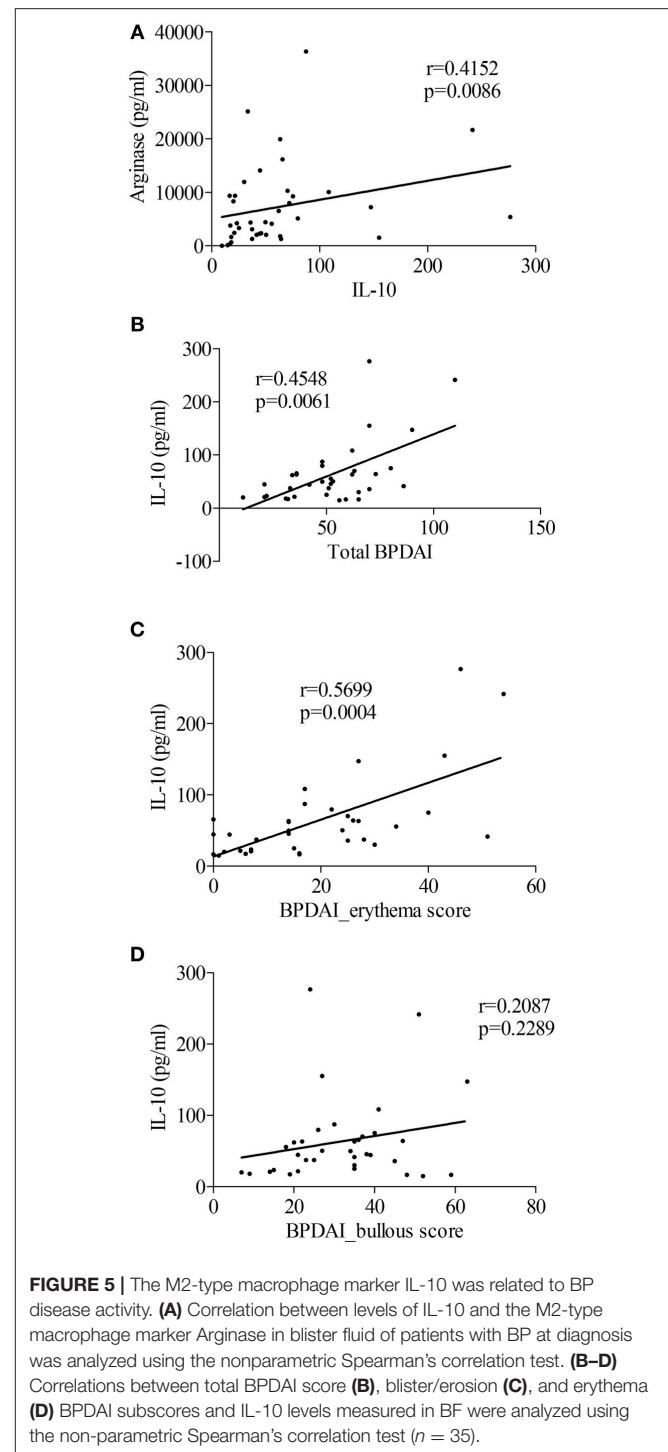 A
Arginase (pg/ml)
40000
30000
20000
10000
0
r=0.4152
p=0.0086
0
100
200
300
IL-10
B
IL-10 (pg/ml)
300
200
100
0
-100
r=0.4548
p=0.0061
50
100
150
Total BPDAI
C
IL-10 (pg/ml)
300
200
100
0
r=0.5699
p=0.0004
0
20
40
60
BPDAI_erythema score
D
IL-10 (pg/ml)
300
200
100
0
r=0.2087
p=0.2289
0
20
40
60
80
BPDAI_bullous score
FIGURE 5 | The M2-type macrophage marker IL-10 was related to BP
disease activity. (A) Correlation between levels of IL-10 and the M2-type
macrophage marker Arginase in blister fluid of patients with BP at diagnosis
was analyzed using the nonparametric Spearman's correlation test. (B–D)
Correlations between total BPDAI score (B), blister/erosion (C), and erythema
(D) BPDAI subscores and IL-10 levels measured in BF were analyzed using
the non-parametric Spearman's correlation test (n = 35).